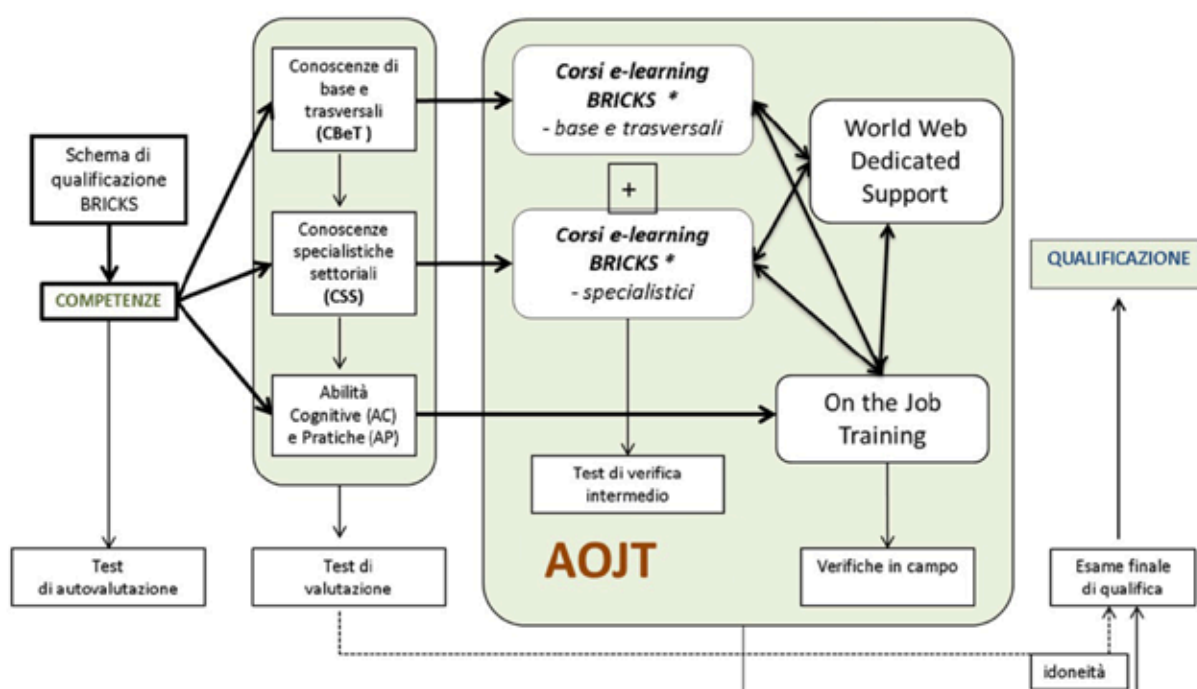 Schema di
qualificazione
BRICKS
COMPETENZE
Test
di autovalutazione
Conoscenze di
base e
trasversali
(CBeT )
Conoscenze
specialistiche
settoriali
(CSS)
Abilità
Cognitive (AC)
e Pratiche (AP)
Test di
valutazione
Corsi e-learning
BRICKS *
- base e trasversali
+
Corsi e-learning
BRICKS *
- specialistici
Test di verifica
intermedio
AOJT
World Web
Dedicated
Support
On the Job
Training
Verifiche in campo
QUALIFICAZIONE
Esame finale
di qualifica
idoneità